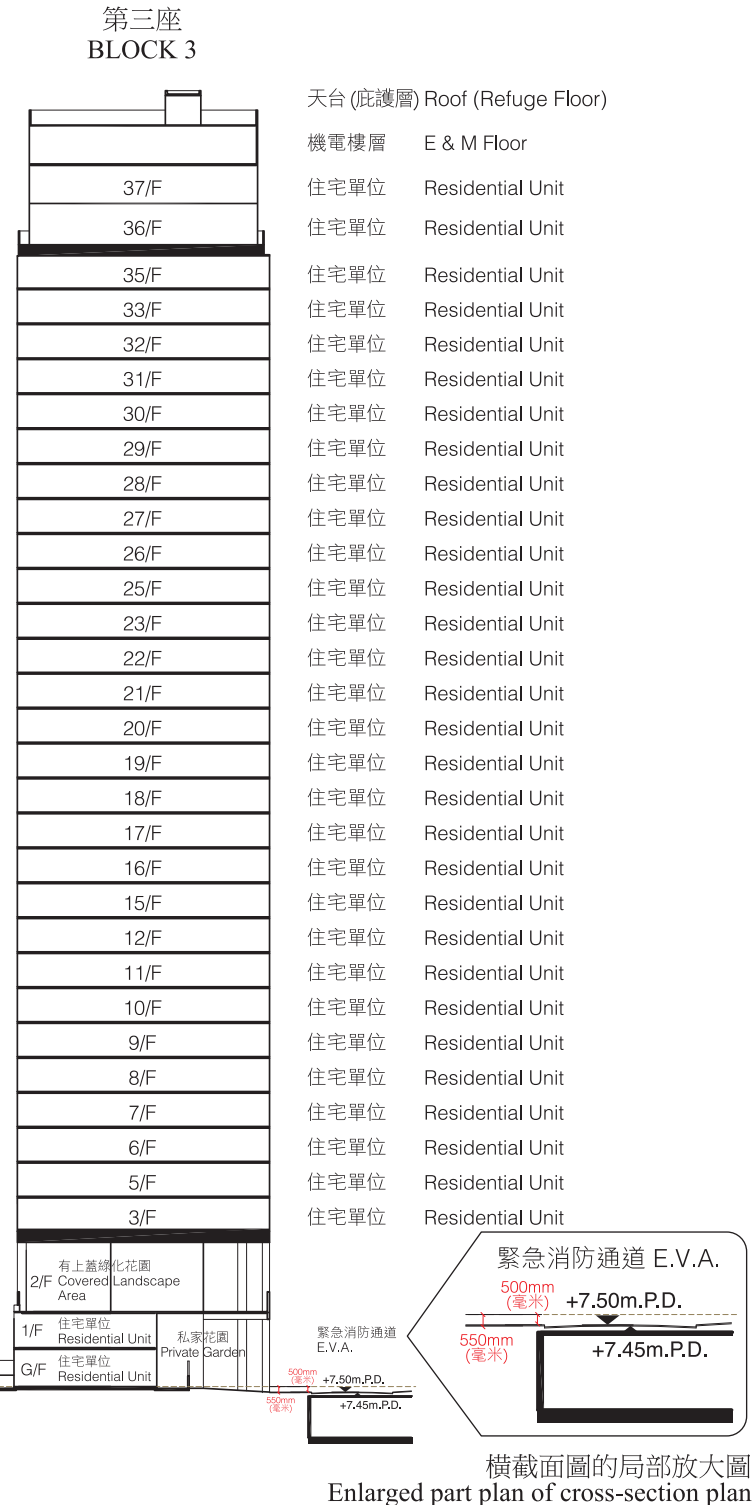 第三座
BLOCK 3
天台 (庇護層) Roof (Refuge Floor)
機電樓層 E & M Floor
37/F 住宅單位 Residential Unit
36/F 住宅單位 Residential Unit
35/F 住宅單位 Residential Unit
33/F 住宅單位 Residential Unit
32/F 住宅單位 Residential Unit
31/F 住宅單位 Residential Unit
30/F 住宅單位 Residential Unit
29/F 住宅單位 Residential Unit
28/F 住宅單位 Residential Unit
27/F 住宅單位 Residential Unit
26/F 住宅單位 Residential Unit
25/F 住宅單位 Residential Unit
23/F 住宅單位 Residential Unit
22/F 住宅單位 Residential Unit
21/F 住宅單位 Residential Unit
20/F 住宅單位 Residential Unit
19/F 住宅單位 Residential Unit
18/F 住宅單位 Residential Unit
17/F 住宅單位 Residential Unit
16/F 住宅單位 Residential Unit
15/F 住宅單位 Residential Unit
12/F 住宅單位 Residential Unit
11/F 住宅單位 Residential Unit
10/F 住宅單位 Residential Unit
9/F 住宅單位 Residential Unit
8/F 住宅單位 Residential Unit
7/F 住宅單位 Residential Unit
6/F 住宅單位 Residential Unit
5/F 住宅單位 Residential Unit
3/F 住宅單位 Residential Unit
有上蓋綠化花園
2/F Covered Landscape
Area
1/F 住宅單位
Residential Unit
G/F 住宅單位
Residential Unit
私家花園
Private Garden
緊急消防通道
E.V.A.
500mm
(毫米)
+7.50m.P.D.
550mm
(毫米)
+7.45m.P.D.
緊急消防通道 E.V.A.
500mm
(毫米)
+7.50m.P.D.
550mm
(毫米)
+7.45m.P.D.
橫截面圖的局部放大圖
Enlarged part plan of cross-section plan